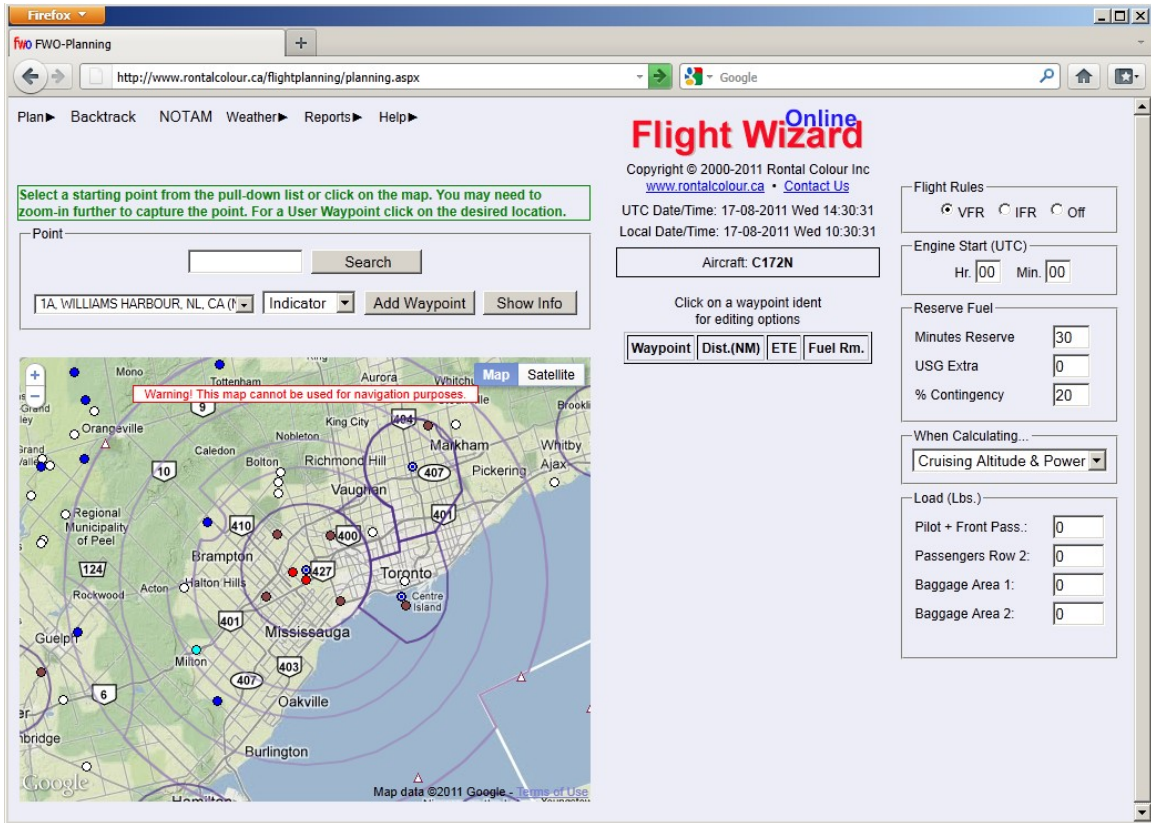 Firefox
fwo FWO-Planning
http://www.rontalcolour.ca/flightplanning/planning.aspx
Google
Plan Backtrack NOTAM Weather Reports Help
Flight Wizard Online
Copyright © 2000-2011 Rontal Colour Inc
www.rontalcolour.ca • Contact Us
UTC Date/Time: 17-08-2011 Wed 14:30:31
Local Date/Time: 17-08-2011 Wed 10:30:31
Aircraft: C172N
Click on a waypoint ident
for editing options
Waypoint Dist.(NM) ETE Fuel Rm.
Select a starting point from the pull-down list or click on the map. You may need to
zoom-in further to capture the point. For a User Waypoint click on the desired location.
Point
Search
1A, WILLIAMS HARBOUR, NL, CA (
Indicator
Add Waypoint
Show Info
Flight Rules
VFR IFR Off
Engine Start (UTC)
Hr. 00 Min. 00
Reserve Fuel
Minutes Reserve 30
USG Extra 0
% Contingency 20
When Calculating...
Cruising Altitude & Power
Load (Lbs.)
Pilot + Front Pass.: 0
Passengers Row 2: 0
Baggage Area 1: 0
Baggage Area 2: 0
+
−
Map Satellite
Warning! This map cannot be used for navigation purposes.
Mono
Tottenham
Aurora
9
Orangeville
King City
404
Nobleton
Markham
Whitby
Caledon
Bolton
Richmond Hill
10
407
Pickering
Ajax
Vaughan
Regional
Municipality
of Peel
410
401
400
Brampton
124
427
Toronto
Rockwood
Acton
Halton Hills
Centre
Island
401
Mississauga
Guelph
Milton
403
407
6
Oakville
Burlington
Google
Map data ©2011 Google - Terms of Use
Hamilton